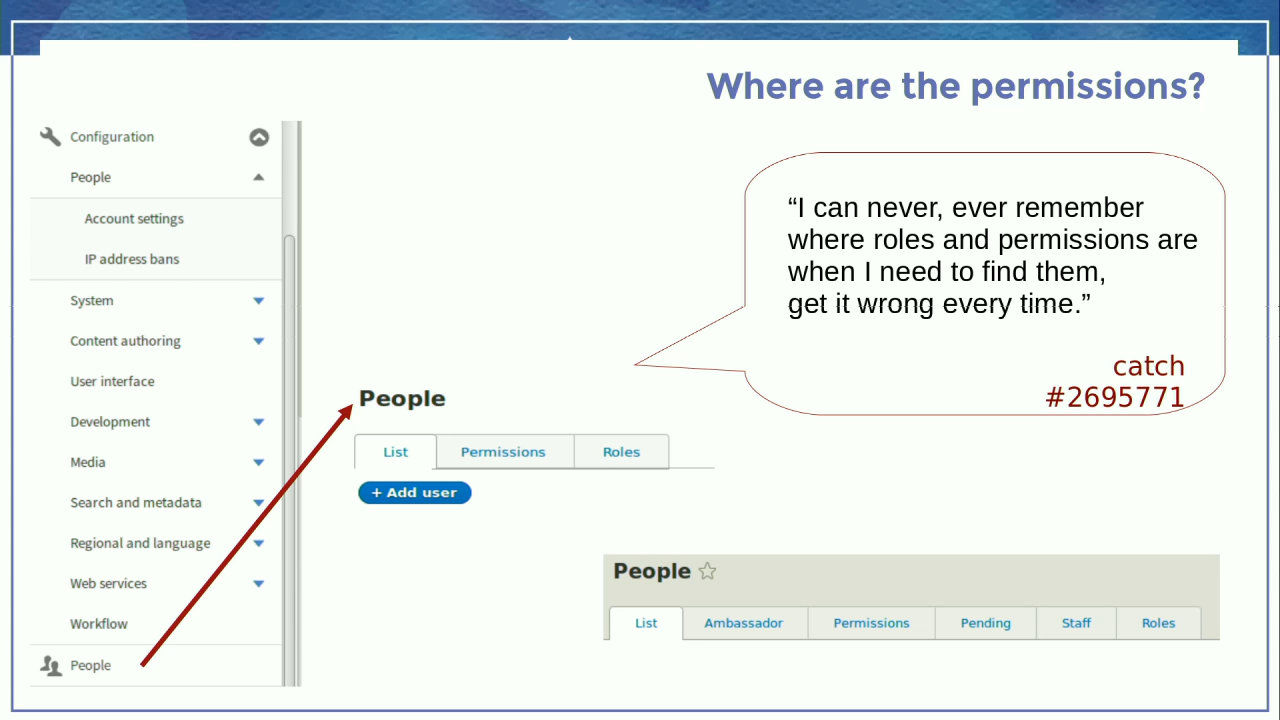 Where are the permissions?
Configuration
People
Account settings
IP address bans
System
Content authoring
User interface
Development
Media
Search and metadata
Regional and language
Web services
Workflow
People
“I can never, ever remember
where roles and permissions are
when I need to find them,
get it wrong every time.”
catch
#2695771
People
List Permissions Roles
+ Add user
People
List Ambassador Permissions Pending Staff Roles